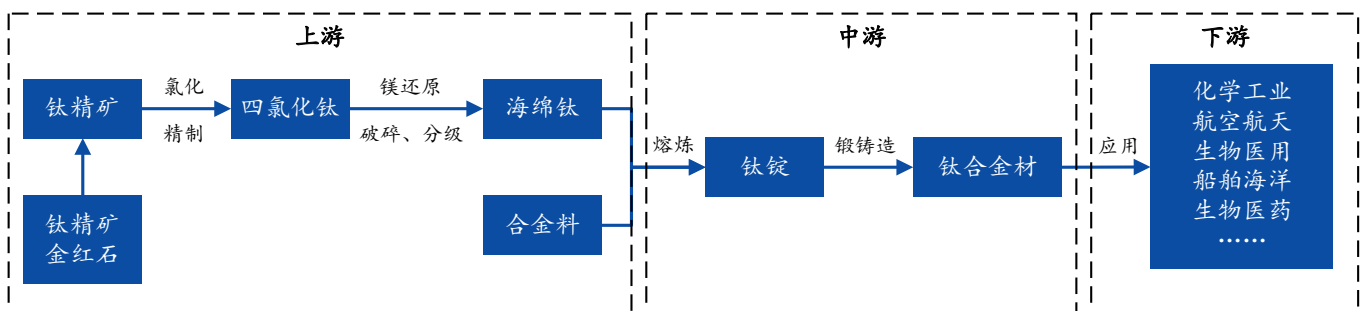 上游
中游
下游
钛精矿
氯化
精制
四氯化钛
镁还原
破碎、分级
海绵钛
钛精矿
金红石
合金料
熔炼
钛锭
锻铸造
钛合金材
应用
化学工业
航空航天
生物医用
船舶海洋
生物医药
……